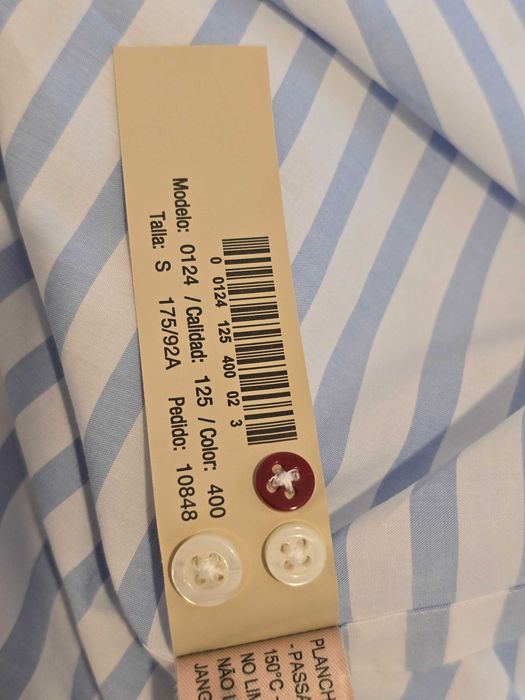 0 0124 125 400 02 3
Modelo: 0124 / Calidad: 125 / Color: 400
Talla: S 175/92A Pedido: 10848
PLANCH
- PASSA
150°C -
NO LIM
NÃO L